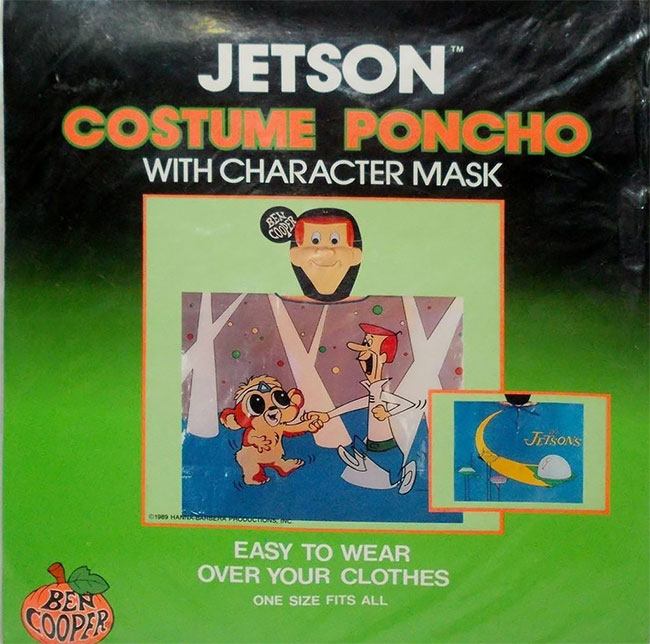 JETSON™
COSTUME PONCHO
WITH CHARACTER MASK
BEN
COOPER
JETSONS
©1989 HANNA BARBERA PRODUCTIONS, INC.
EASY TO WEAR
OVER YOUR CLOTHES
ONE SIZE FITS ALL
BEN
COOPER